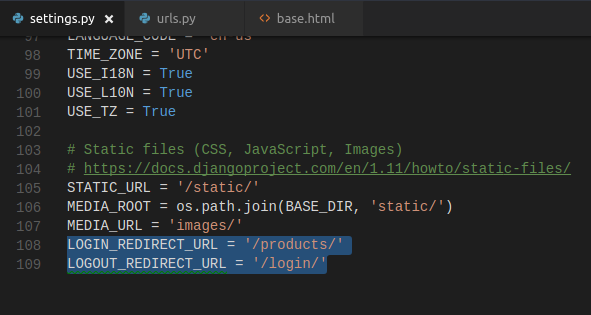 settings.py urls.py base.html
97 LANGUAGE_CODE = 'en-us'
98 TIME_ZONE = 'UTC'
99 USE_I18N = True
100 USE_L10N = True
101 USE_TZ = True
102
103 # Static files (CSS, JavaScript, Images)
104 # https://docs.djangoproject.com/en/1.11/howto/static-files/
105 STATIC_URL = '/static/'
106 MEDIA_ROOT = os.path.join(BASE_DIR, 'static/')
107 MEDIA_URL = 'images/'
108 LOGIN_REDIRECT_URL = '/products/'
109 LOGOUT_REDIRECT_URL = '/login/'